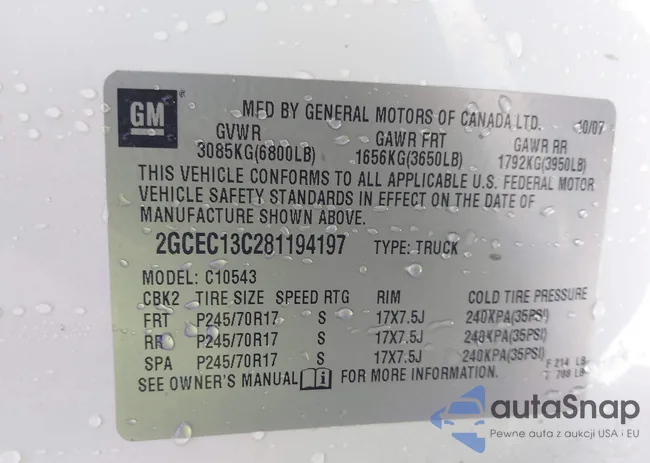 GM
MFD BY GENERAL MOTORS OF CANADA LTD. 10/07
GVWR GAWR FRT GAWR RR
3085KG(6800LB) 1656KG(3650LB) 1792KG(3950LB)
THIS VEHICLE CONFORMS TO ALL APPLICABLE U.S. FEDERAL MOTOR
VEHICLE SAFETY STANDARDS IN EFFECT ON THE DATE OF
MANUFACTURE SHOWN ABOVE.
2GCEC13C281194197 TYPE: TRUCK
MODEL: C10543
CBK2 TIRE SIZE SPEED RTG RIM COLD TIRE PRESSURE
FRT P245/70R17 S 17X7.5J 240KPA(35PSI)
RR P245/70R17 S 17X7.5J 240KPA(35PSI)
SPA P245/70R17 S 17X7.5J 240KPA(35PSI)
F 214 LB
788 LB
SEE OWNER'S MANUAL i FOR MORE INFORMATION.
autaSnap
Pewne auta z aukcji USA i EU